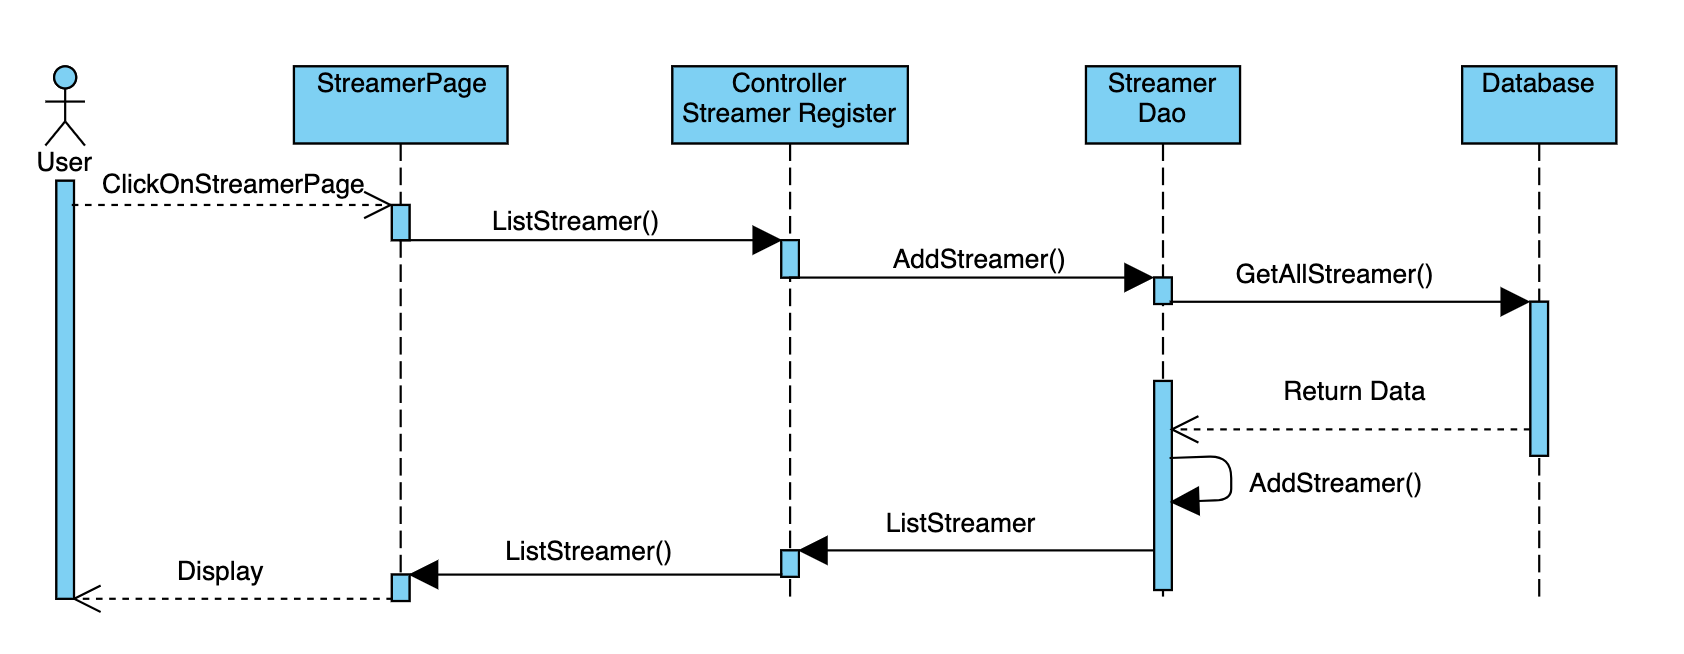 StreamerPage
Controller
Streamer Register
Streamer
Dao
Database
User
ClickOnStreamerPage
ListStreamer()
AddStreamer()
GetAllStreamer()
Return Data
AddStreamer()
ListStreamer
ListStreamer()
Display